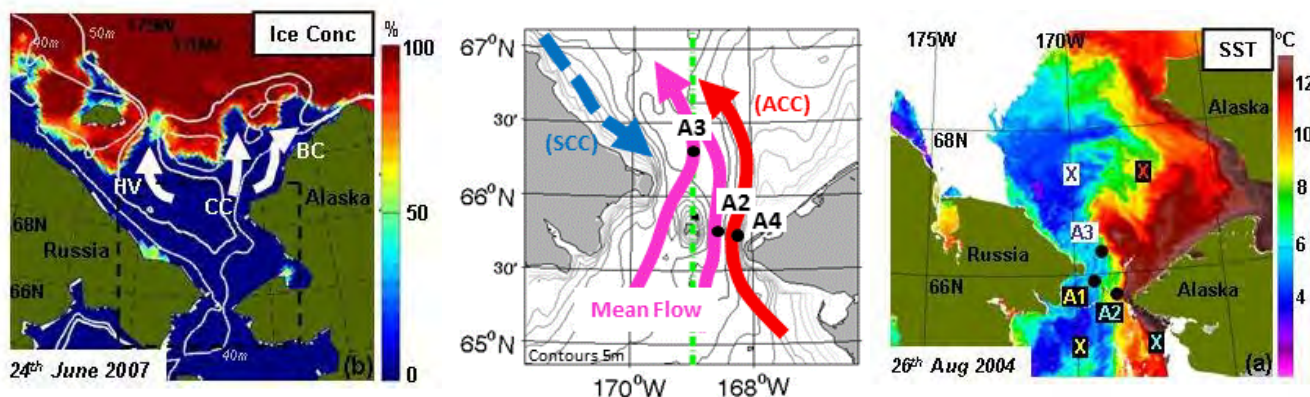 40m
50m
175W
170W
Ice Conc
%
100
50
0
HV
CC
BC
Alaska
68N
Russia
66N
40m
24th June 2007
(b)
67°N
30'
66°N
30'
65°N
(SCC)
(ACC)
A3
A2
A4
Mean Flow
Contours 5m
170°W
168°W
175W
170W
SST
°C
12
10
8
6
4
2
Alaska
68N
X
X
A3
Russia
66N
A1
A2
Alaska
X
X
26th Aug 2004
(a)